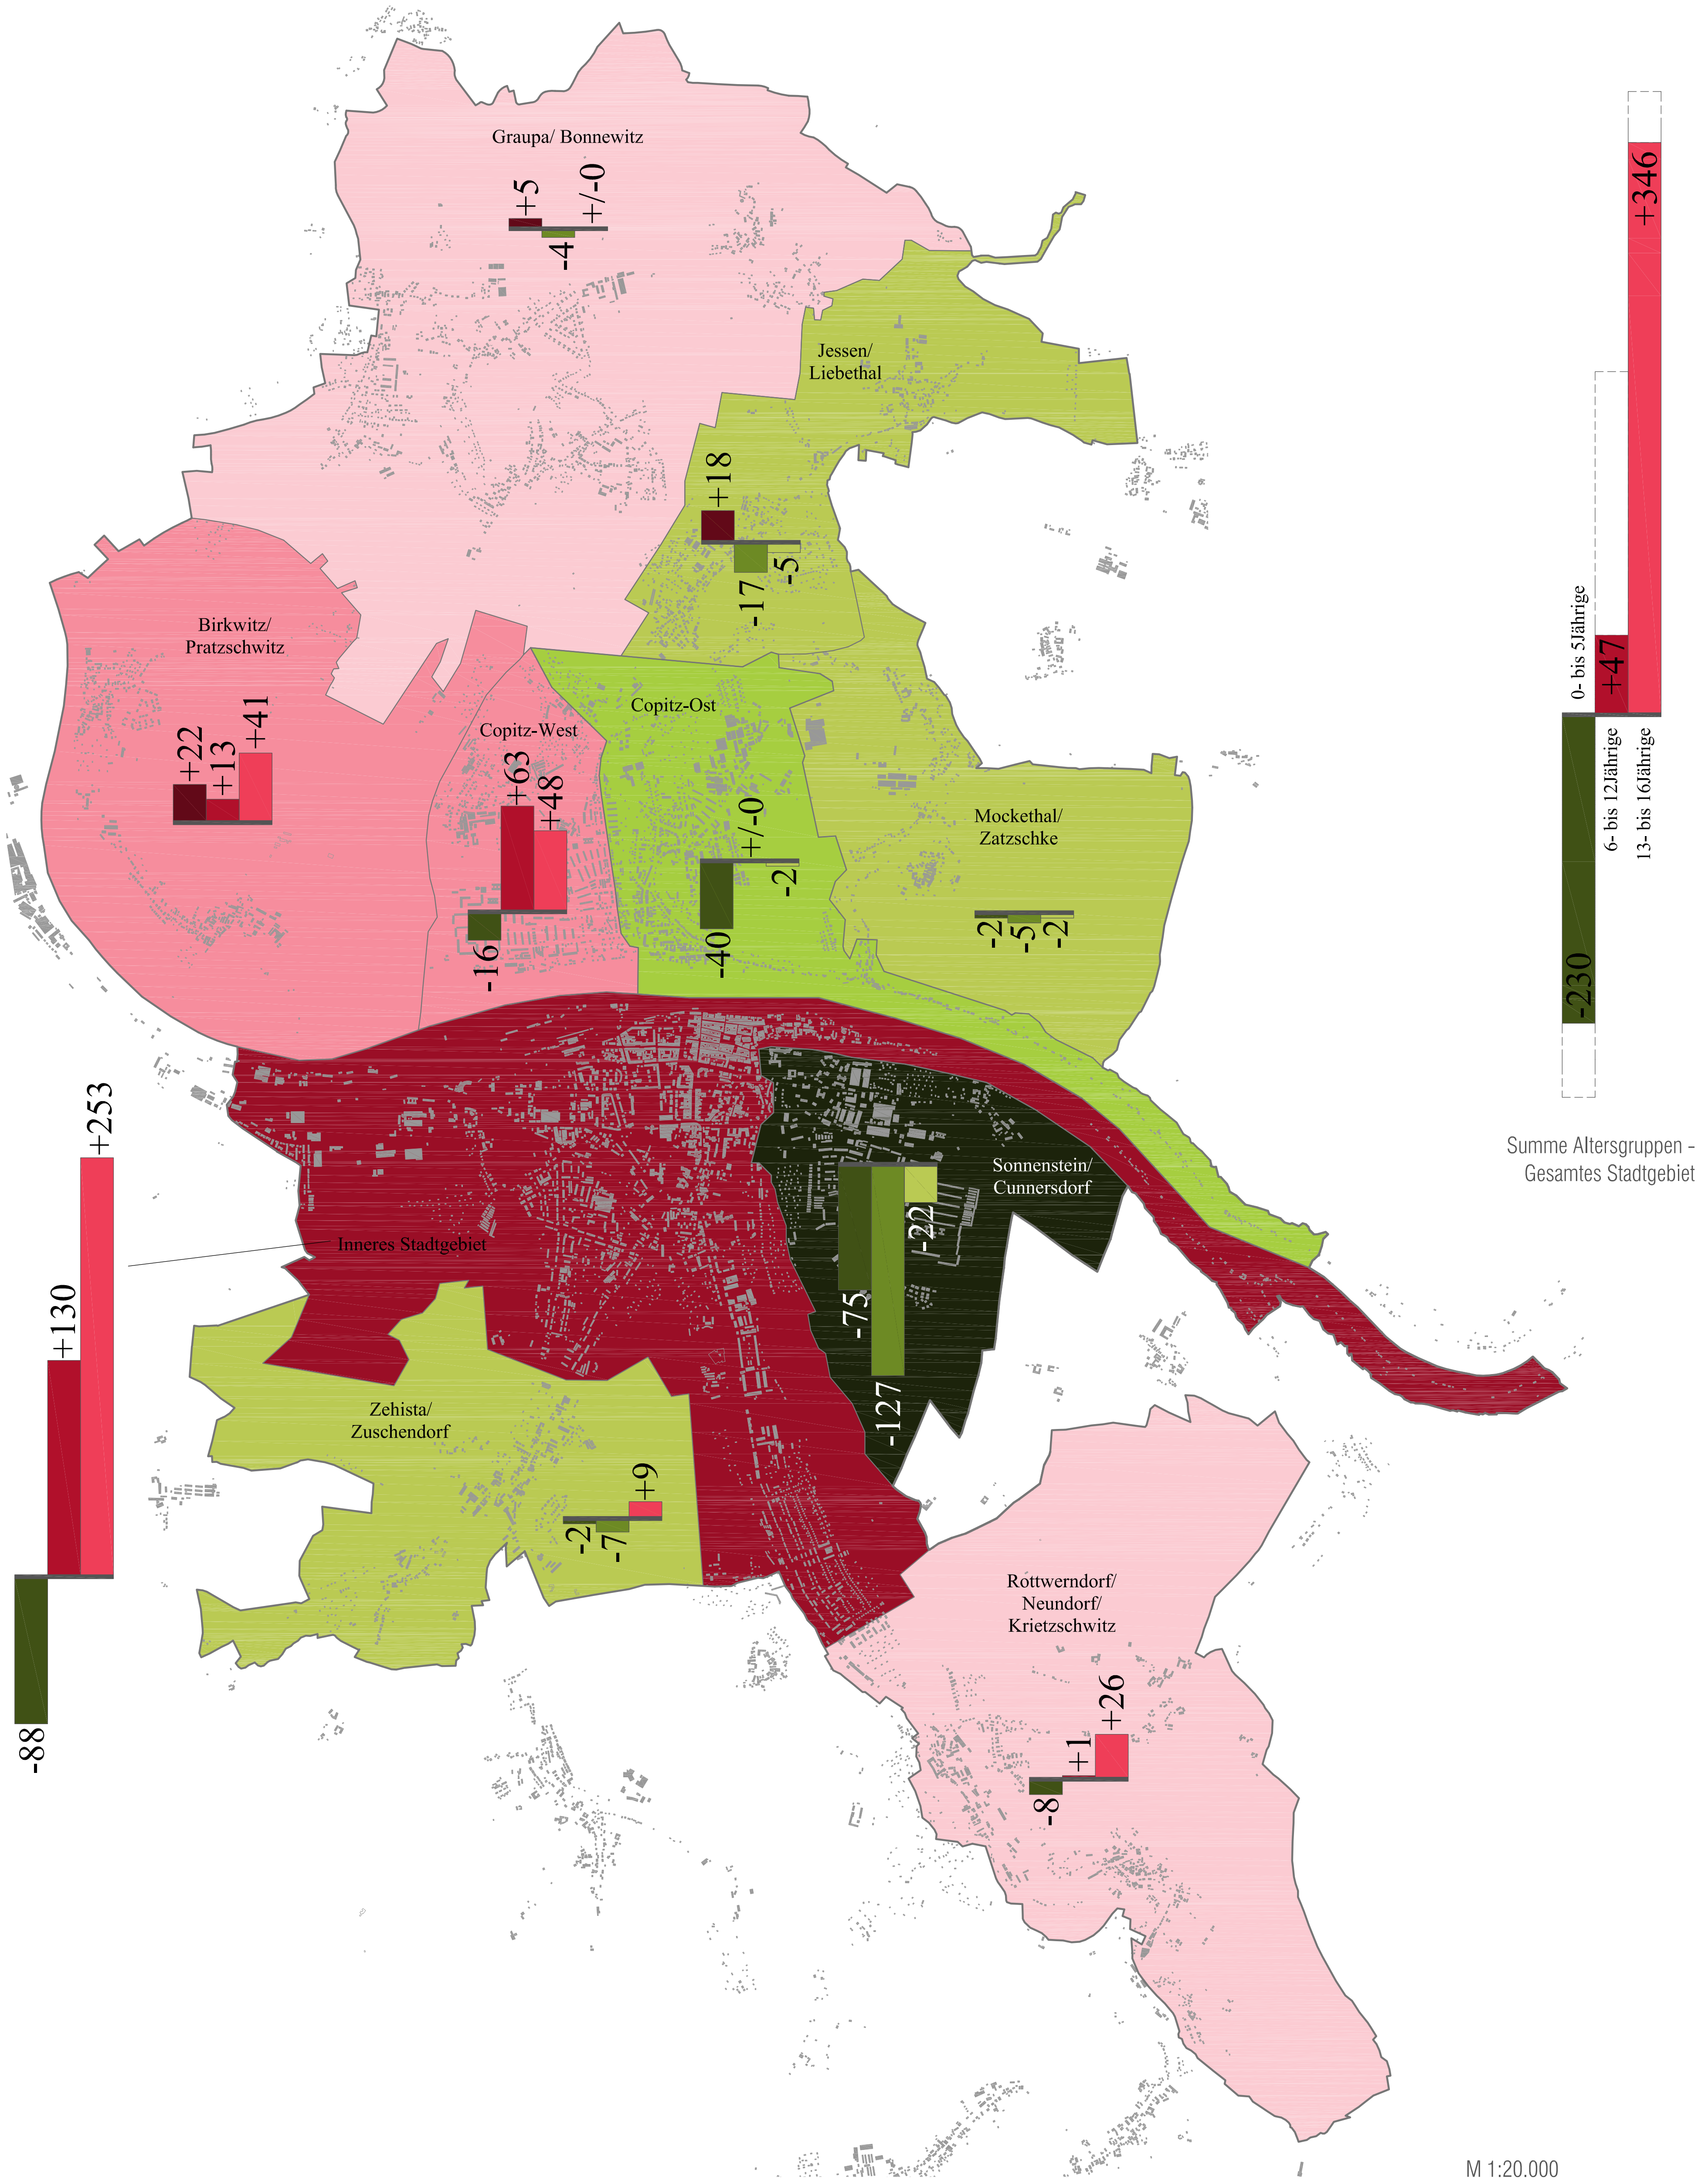 Graupa/ Bonnewitz
+5
-4
+/-0
Jessen/
Liebethal
+18
-17
-5
Birkwitz/
Pratzschwitz
+22
+13
+41
Copitz-West
-16
+63
+48
Copitz-Ost
-40
+/-0
-2
Mockethal/
Zatzschke
-2
-5
-2
Sonnenstein/
Cunnersdorf
-75
-127
-22
Inneres Stadtgebiet
-88
+130
+253
Zehista/
Zuschendorf
-2
-7
+9
Rottwerndorf/
Neundorf/
Krietzschwitz
-8
+1
+26
-230
+47
+346
0- bis 5Jährige
6- bis 12Jährige
13- bis 16Jährige
Summe Altersgruppen -
Gesamtes Stadtgebiet
M 1:20.000